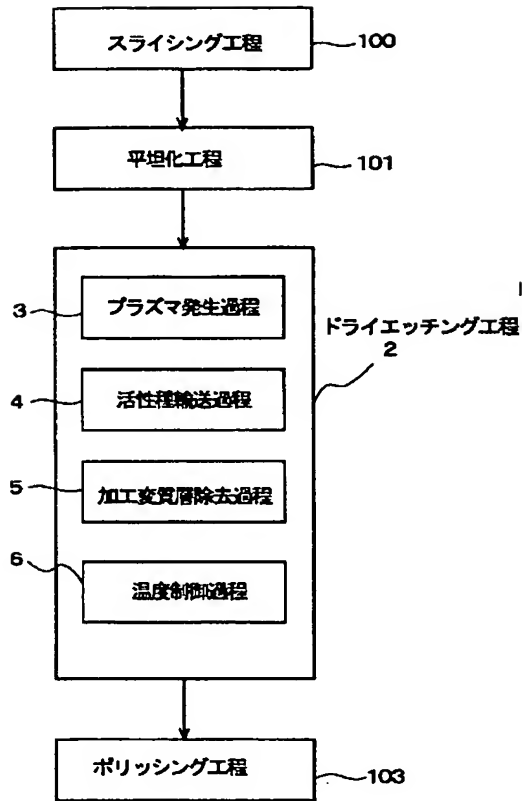 スライシング工程
100
平坦化工程
101
3
プラズマ発生過程
ドライエッチング工程
2
4
活性種輸送過程
5
加工変質層除去過程
6
温度制御過程
ポリッシング工程
103